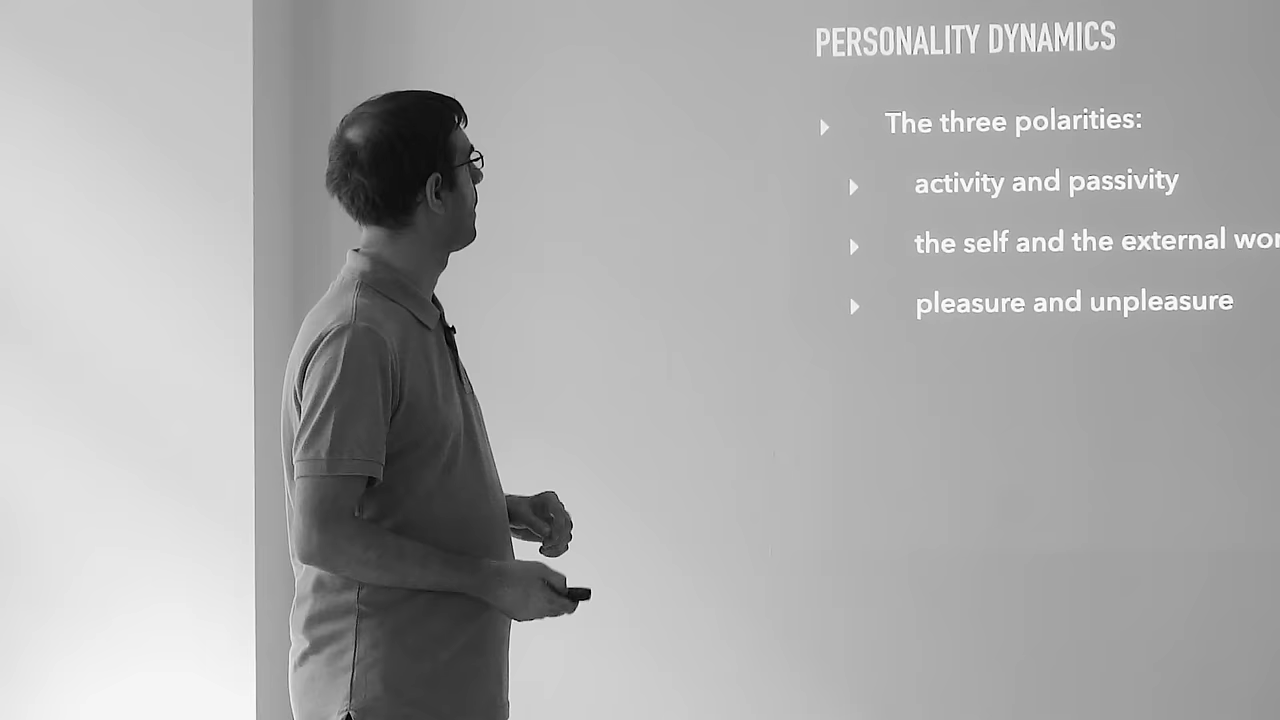 PERSONALITY DYNAMICS
The three polarities:
activity and passivity
the self and the external
pleasure and unpleasure